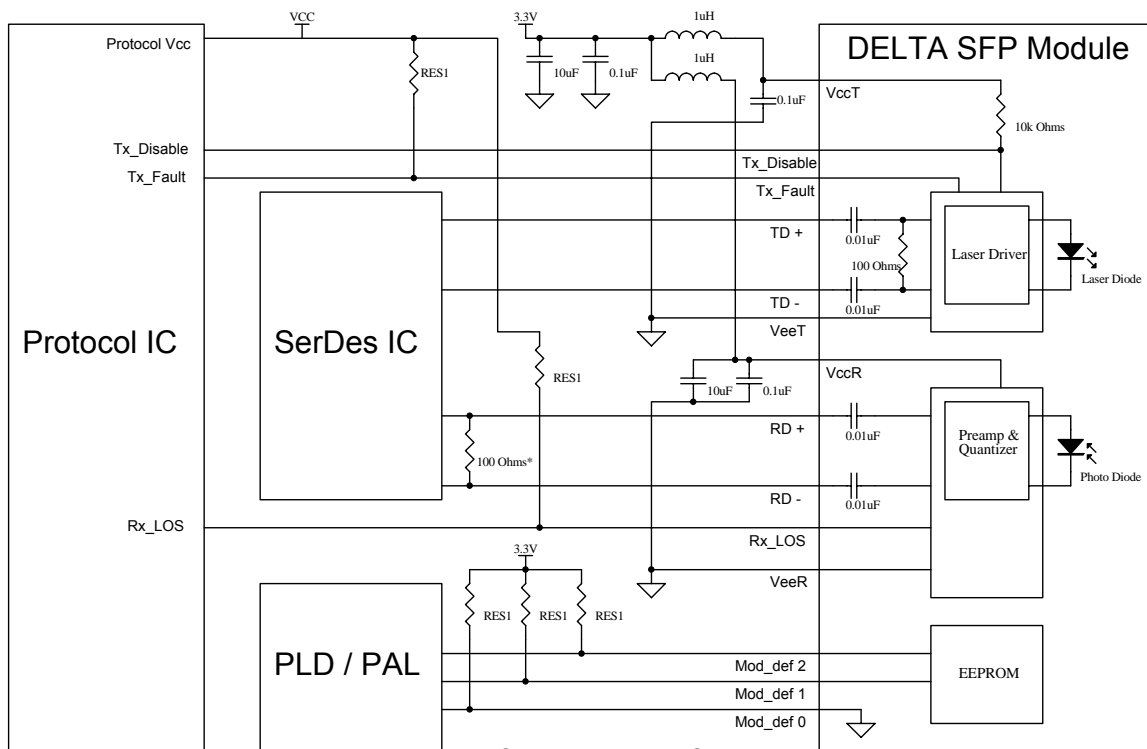 VCC
3.3V
1uH
Protocol Vcc
DELTA SFP Module
1uH
RES1
10uF
0.1uF
VccT
0.1uF
10k Ohms
Tx_Disable
Tx_Disable
Tx_Fault
Tx_Fault
TD +
0.01uF
Laser Driver
100 Ohms
Laser Diode
TD -
0.01uF
VeeT
Protocol IC
SerDes IC
RES1
VccR
10uF
0.1uF
RD +
0.01uF
Preamp &
Quantizer
100 Ohms*
Photo Diode
RD -
0.01uF
Rx_LOS
Rx_LOS
3.3V
VeeR
RES1
RES1
RES1
PLD / PAL
Mod_def 2
EEPROM
Mod_def 1
Mod_def 0